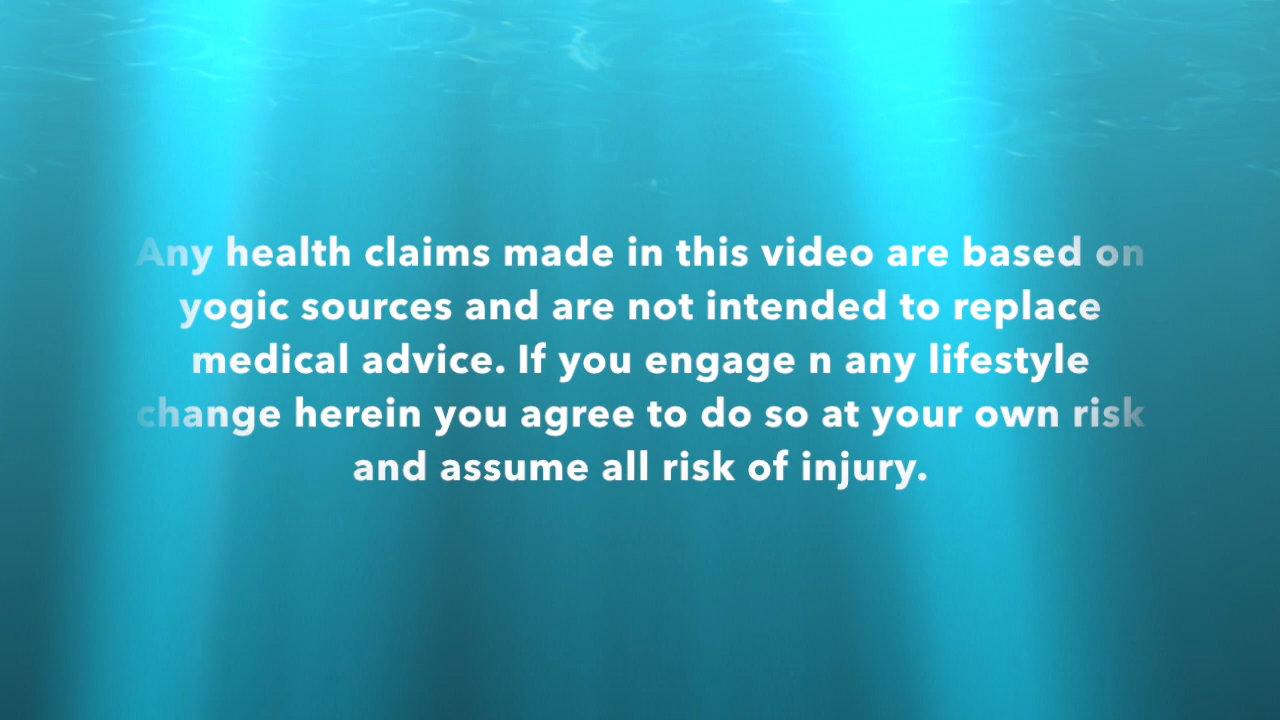 Any health claims made in this video are based on
yogic sources and are not intended to replace
medical advice. If you engage n any lifestyle
change herein you agree to do so at your own risk
and assume all risk of injury.